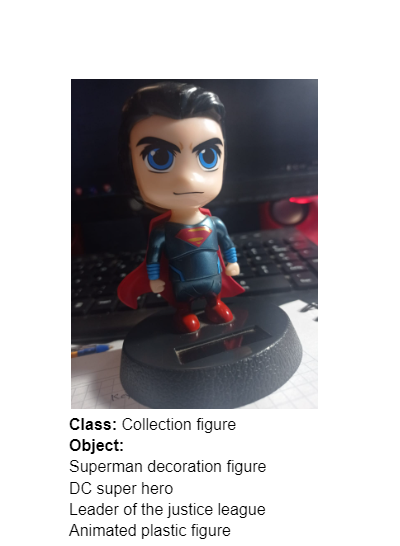 Class: Collection figure
Object:
Superman decoration figure
DC super hero
Leader of the justice league
Animated plastic figure